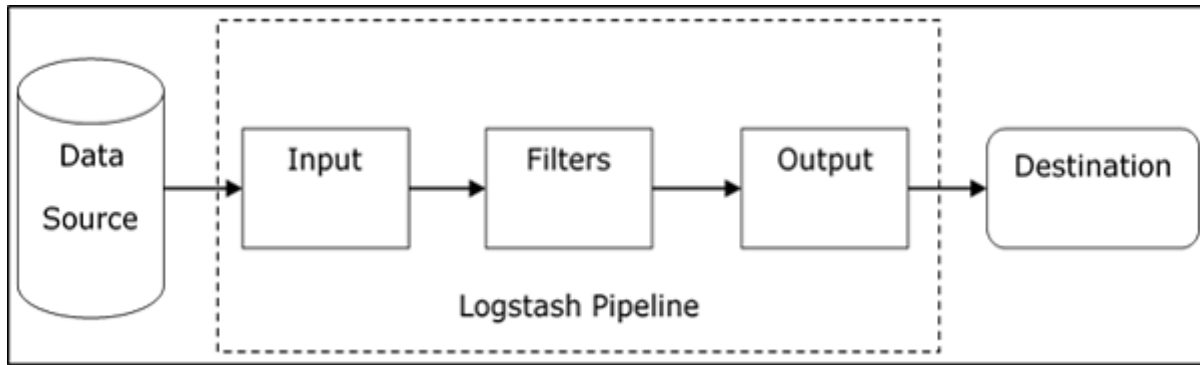 Data
Source
Input
Filters
Output
Destination
Logstash Pipeline